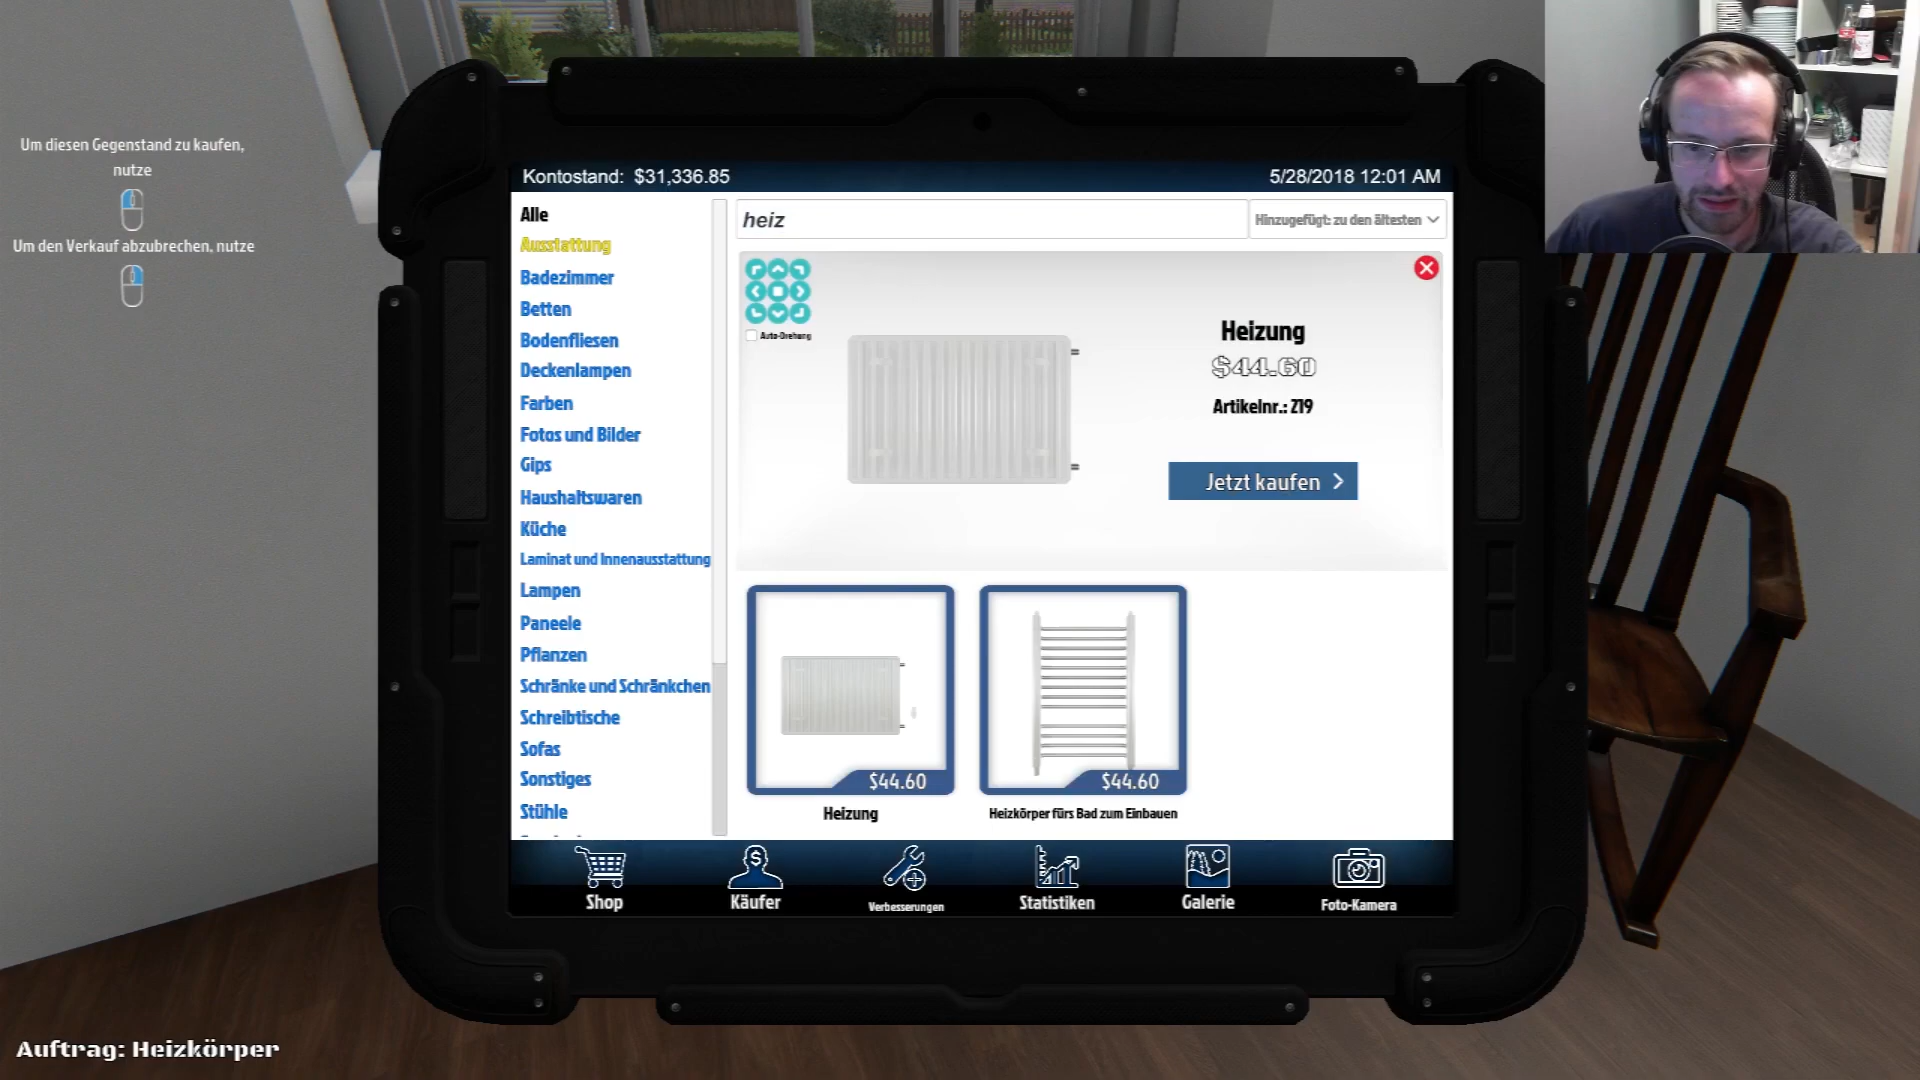 Um diesen Gegenstand zu kaufen,
nutze
Um den Verkauf abzubrechen, nutze
Kontostand: $31,336.85
5/28/2018 12:01 AM
Alle
Ausstattung
Badezimmer
Betten
Bodenfliesen
Deckenlampen
Farben
Fotos und Bilder
Gips
Haushaltswaren
Küche
Laminat und Innenausstattung
Lampen
Paneele
Pflanzen
Schränke und Schränkchen
Schreibtische
Sofas
Sonstiges
Stühle
heiz
Hinzugefügt: zu den ältesten
Auto-Drehung
Heizung
$44.60
Artikelnr.: 219
Jetzt kaufen
$44.60
Heizung
$44.60
Heizkörper fürs Bad zum Einbauen
Shop
Käufer
Verbesserungen
Statistiken
Galerie
Foto-Kamera
Auftrag: Heizkörper